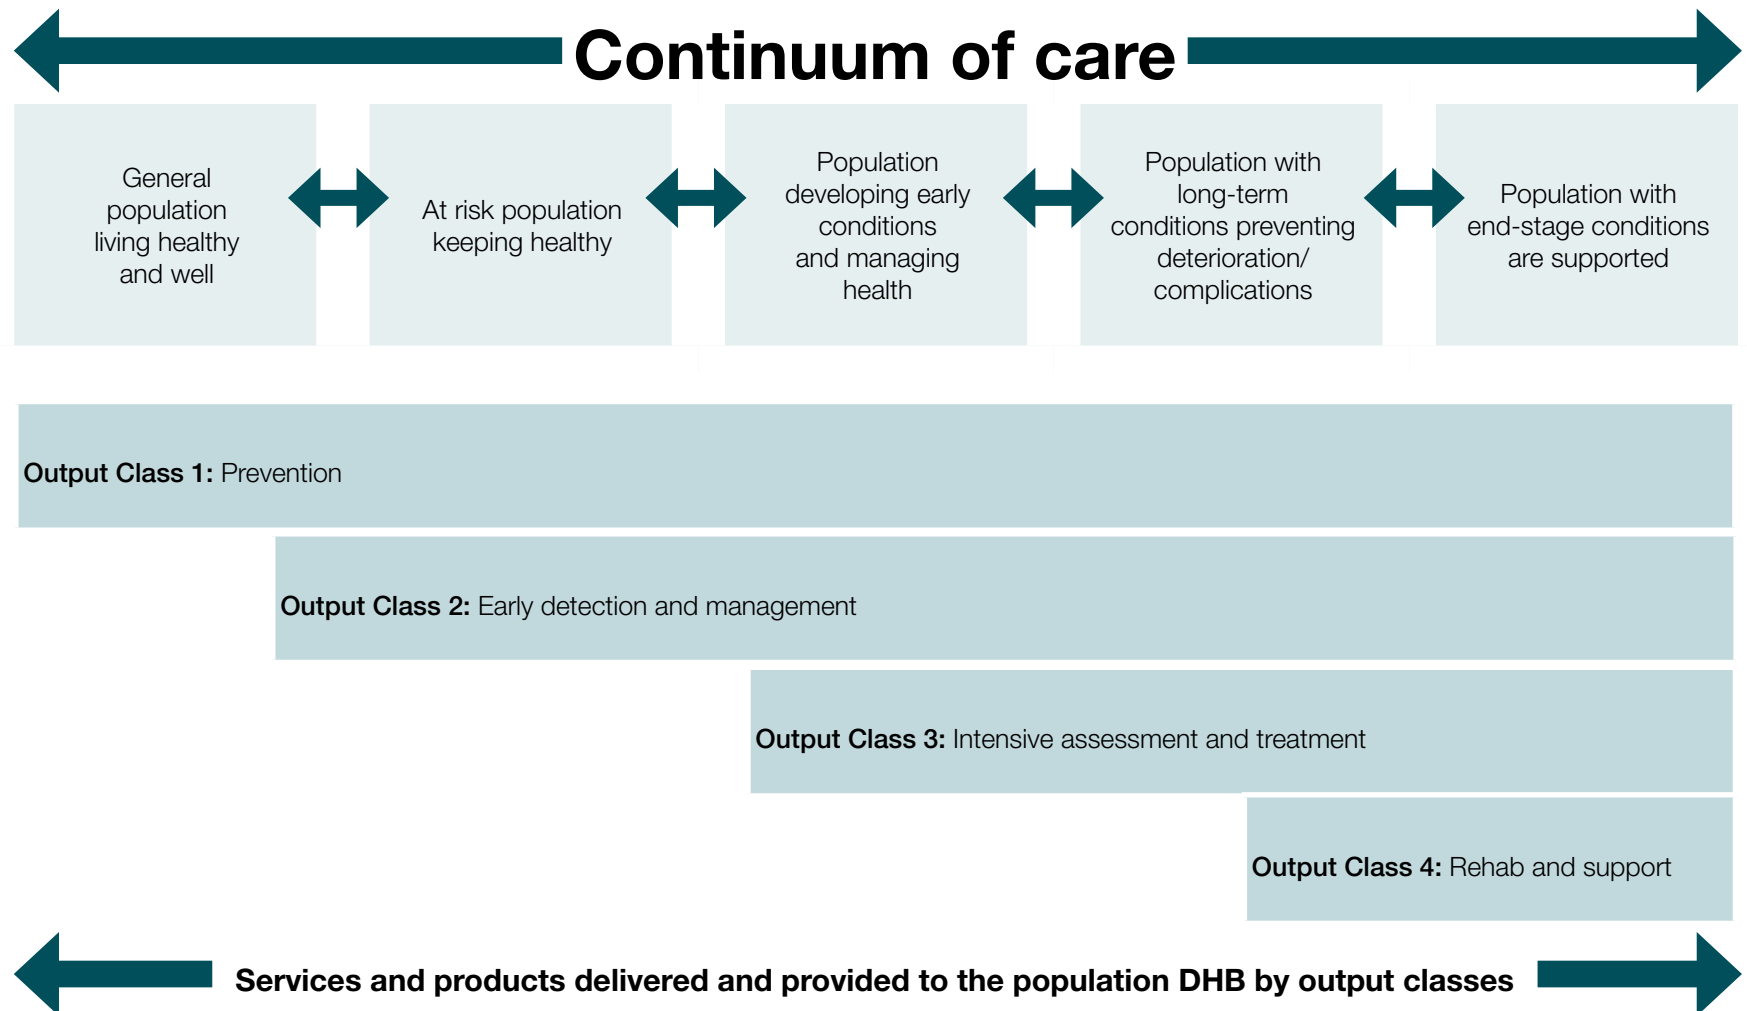 Continuum of care
General
population
living healthy
and well
At risk population
keeping healthy
Population
developing early
conditions
and managing
health
Population with
long-term
conditions preventing
deterioration/
complications
Population with
end-stage conditions
are supported
Output Class 1: Prevention
Output Class 2: Early detection and management
Output Class 3: Intensive assessment and treatment
Output Class 4: Rehab and support
Services and products delivered and provided to the population DHB by output classes